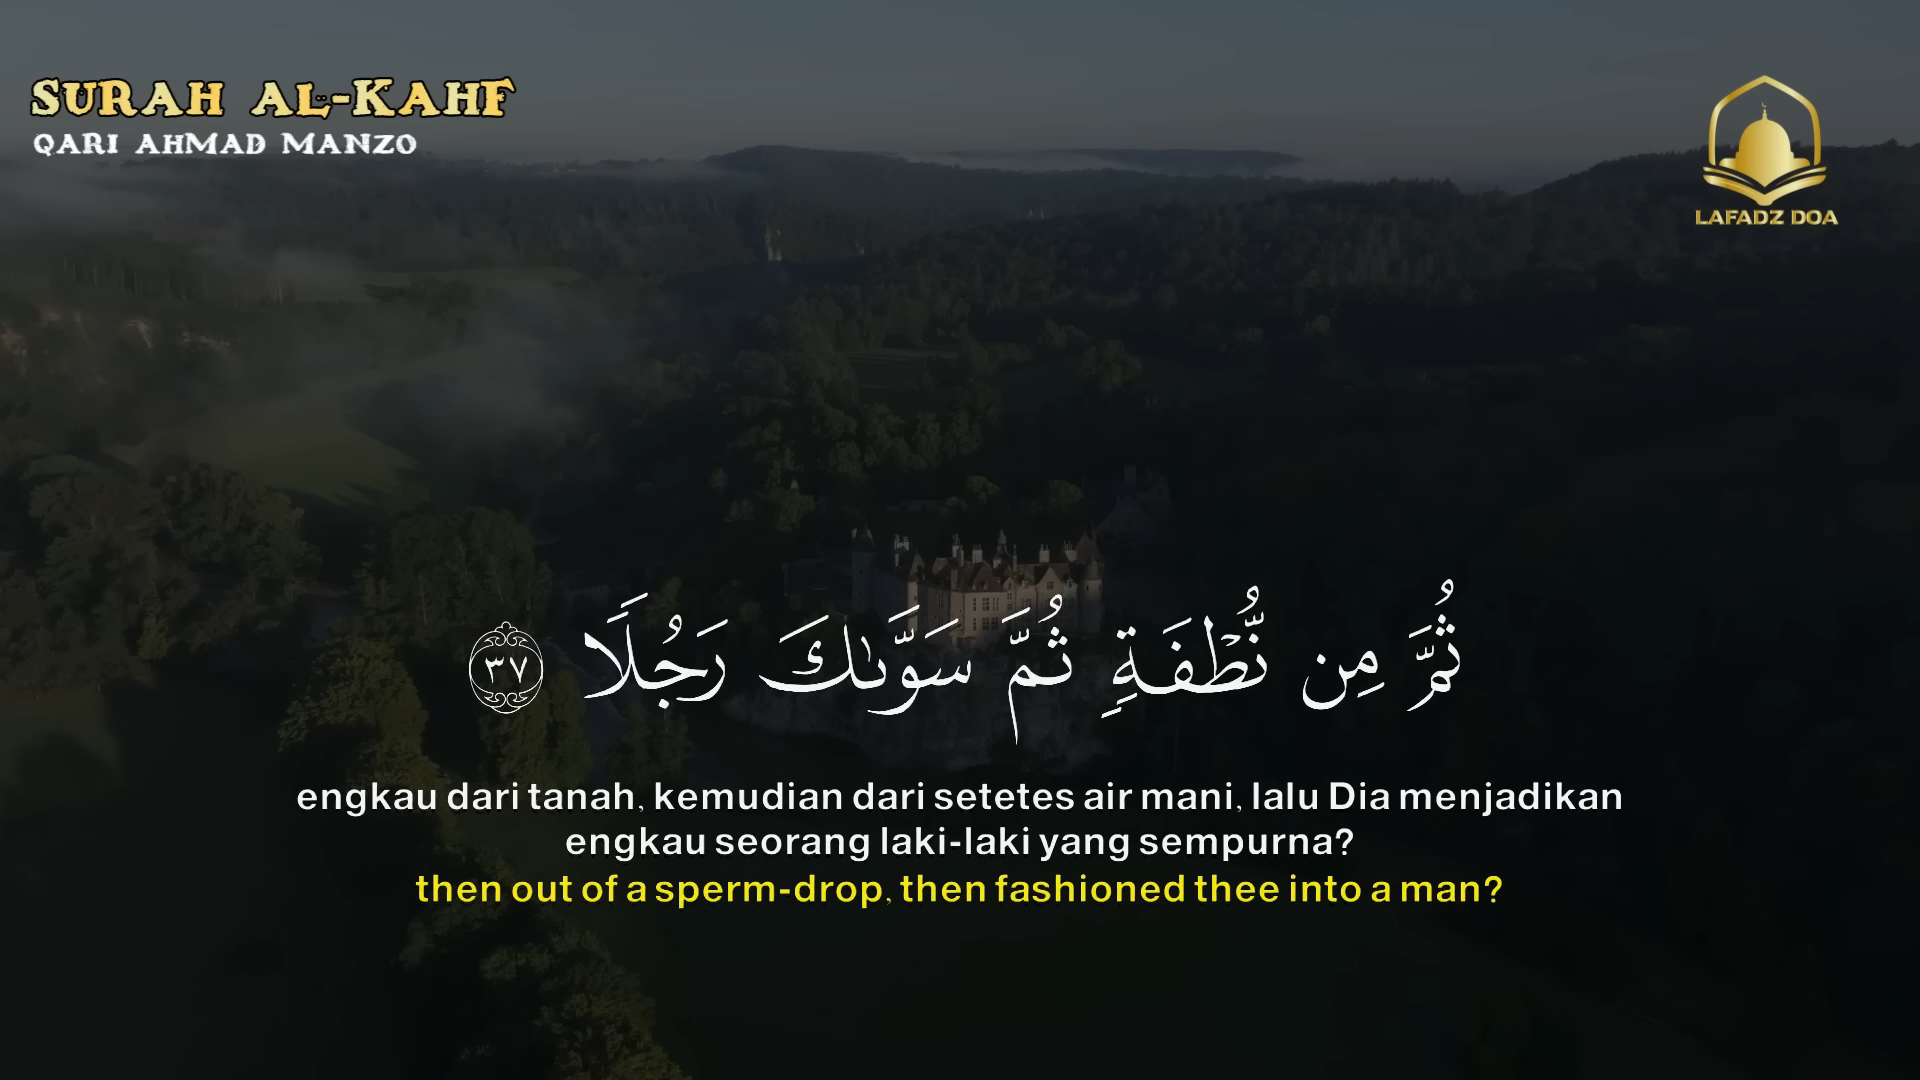 SURAH AL-KAHF
QARI AHMAD MANZO
LAFADZ DOA
ثُمَّ مِن نُّطْفَةٍ ثُمَّ سَوَّىٰكَ رَجُلًا ٣٧
engkau dari tanah, kemudian dari setetes air mani, lalu Dia menjadikan
engkau seorang laki-laki yang sempurna?
then out of a sperm-drop, then fashioned thee into a man?